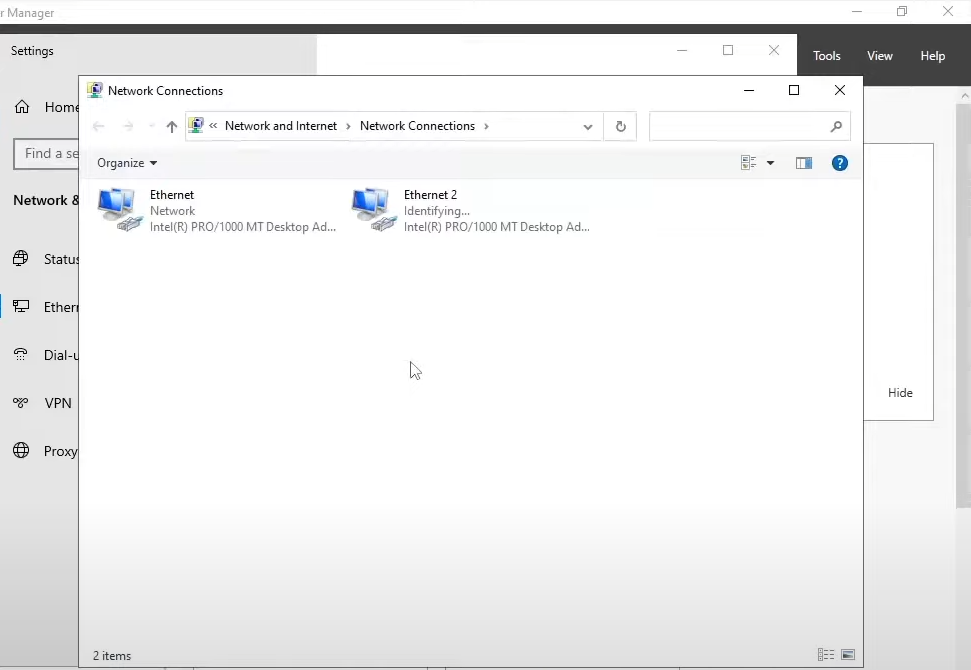 r Manager
Settings
Tools View Help
Network Connections
Home
« Network and Internet › Network Connections ›
Find a se
Organize
Network &
Ethernet
Network
Intel(R) PRO/1000 MT Desktop Ad...
Ethernet 2
Identifying...
Intel(R) PRO/1000 MT Desktop Ad...
Status
Ethern
Dial-u
VPN
Proxy
Hide
2 items